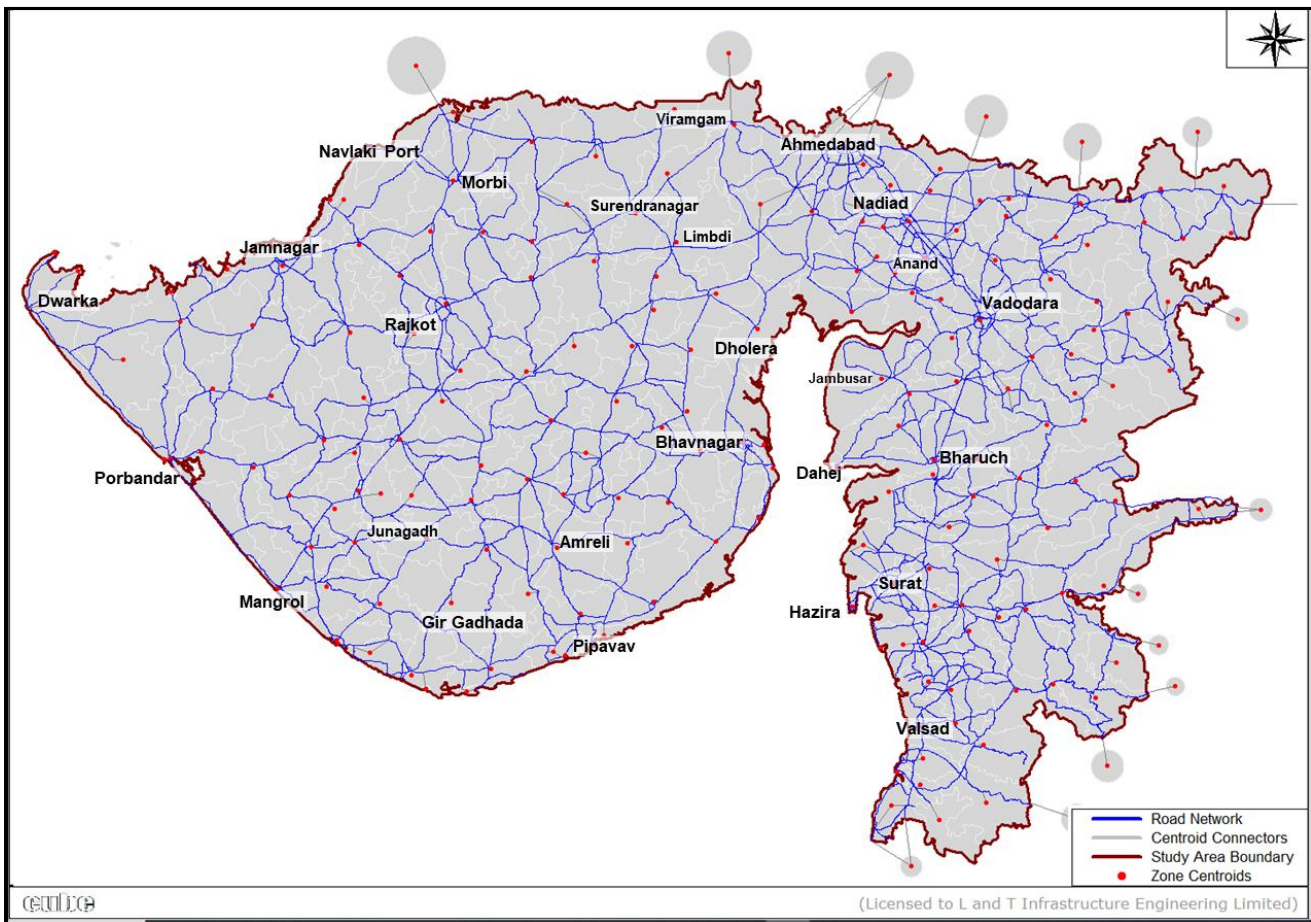 Viramgam
Ahmedabad
Navlaki Port
Morbi
Nadiad
Surendranagar
Limbdi
Jamnagar
Anand
Dwarka
Vadodara
Rajkot
Dholera
Jambusar
Bhavnagar
Bharuch
Dahej
Porbandar
Junagadh
Amreli
Surat
Mangrol
Hazira
Gir Gadhada
Pipavav
Valsad
Road Network
Centroid Connectors
Study Area Boundary
Zone Centroids
cube
(Licensed to L and T Infrastructure Engineering Limited)